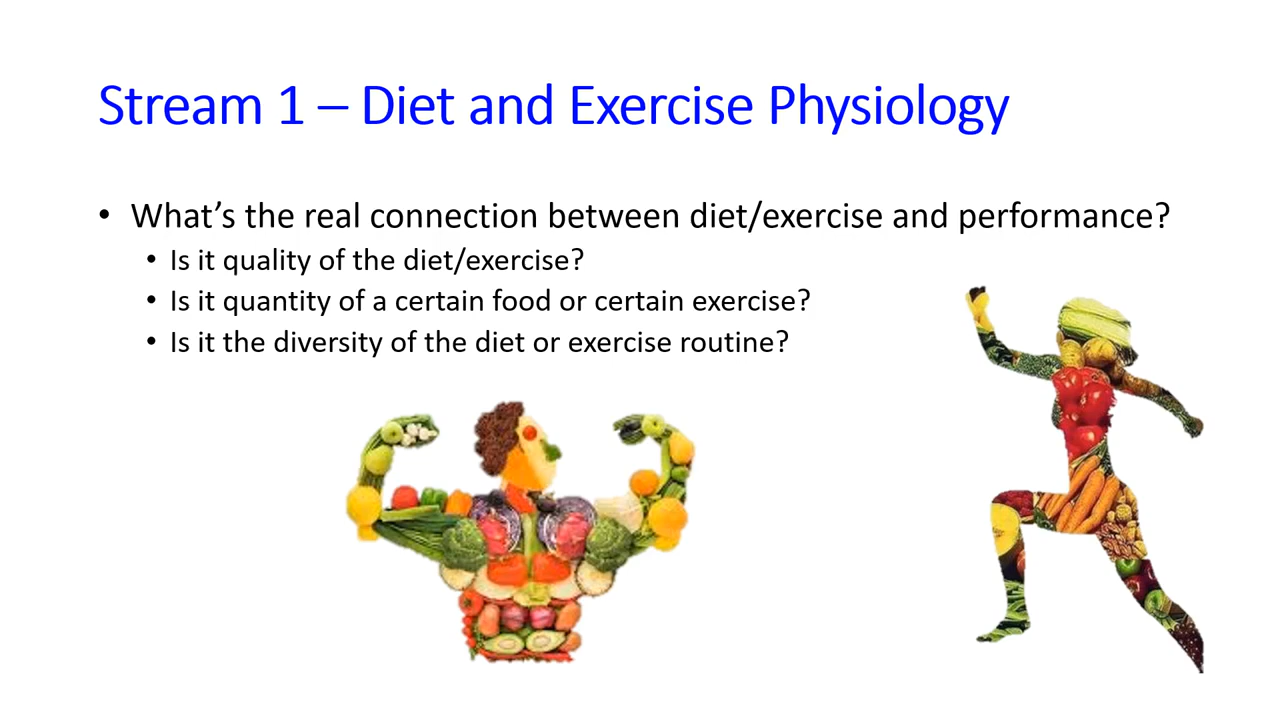 Stream 1 – Diet and Exercise Physiology
• What’s the real connection between diet/exercise and performance?
• Is it quality of the diet/exercise?
• Is it quantity of a certain food or certain exercise?
• Is it the diversity of the diet or exercise routine?